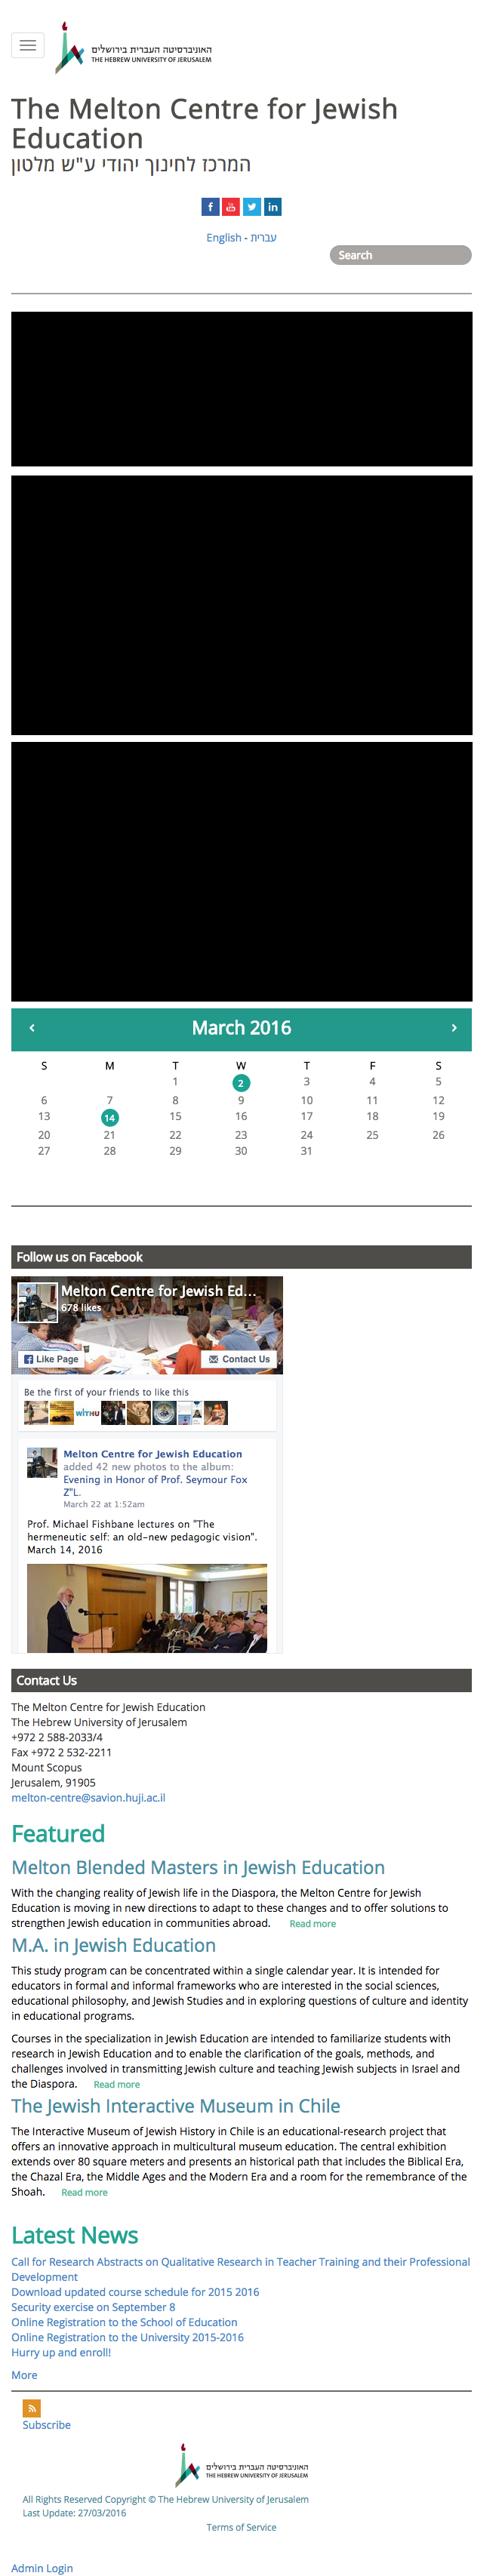 האוניברסיטה העברית בירושלים
THE HEBREW UNIVERSITY OF JERUSALEM
The Melton Centre for Jewish
Education
המרכז לחינוך יהודי ע"ש מלטון
English - עברית
Search
March 2016
S M T W T F S
1 2 3 4 5
6 7 8 9 10 11 12
13 14 15 16 17 18 19
20 21 22 23 24 25 26
27 28 29 30 31
Follow us on Facebook
Melton Centre for Jewish Ed...
678 likes
Like Page
Contact Us
Be the first of your friends to like this
Melton Centre for Jewish Education
added 42 new photos to the album:
Evening in Honor of Prof. Seymour Fox
Z"L.
March 22 at 1:52am
Prof. Michael Fishbane lectures on "The
hermeneutic self: an old-new pedagogic vision".
March 14, 2016
Contact Us
The Melton Centre for Jewish Education
The Hebrew University of Jerusalem
+972 2 588-2033/4
Fax +972 2 532-2211
Mount Scopus
Jerusalem, 91905
melton-centre@savion.huji.ac.il
Featured
Melton Blended Masters in Jewish Education
With the changing reality of Jewish life in the Diaspora, the Melton Centre for Jewish
Education is moving in new directions to adapt to these changes and to offer solutions to
strengthen Jewish education in communities abroad. Read more
M.A. in Jewish Education
This study program can be concentrated within a single calendar year. It is intended for
educators in formal and informal frameworks who are interested in the social sciences,
educational philosophy, and Jewish Studies and in exploring questions of culture and identity
in educational programs.
Courses in the specialization in Jewish Education are intended to familiarize students with
research in Jewish Education and to enable the clarification of the goals, methods, and
challenges involved in transmitting Jewish culture and teaching Jewish subjects in Israel and
the Diaspora. Read more
The Jewish Interactive Museum in Chile
The Interactive Museum of Jewish History in Chile is an educational-research project that
offers an innovative approach in multicultural museum education. The central exhibition
extends over 80 square meters and presents an historical path that includes the Biblical Era,
the Chazal Era, the Middle Ages and the Modern Era and a room for the remembrance of the
Shoah. Read more
Latest News
Call for Research Abstracts on Qualitative Research in Teacher Training and their Professional
Development
Download updated course schedule for 2015 2016
Security exercise on September 8
Online Registration to the School of Education
Online Registration to the University 2015-2016
Hurry up and enroll!
More
Subscribe
האוניברסיטה העברית בירושלים
THE HEBREW UNIVERSITY OF JERUSALEM
All Rights Reserved Copyright © The Hebrew University of Jerusalem
Last Update: 27/03/2016
Terms of Service
Admin Login